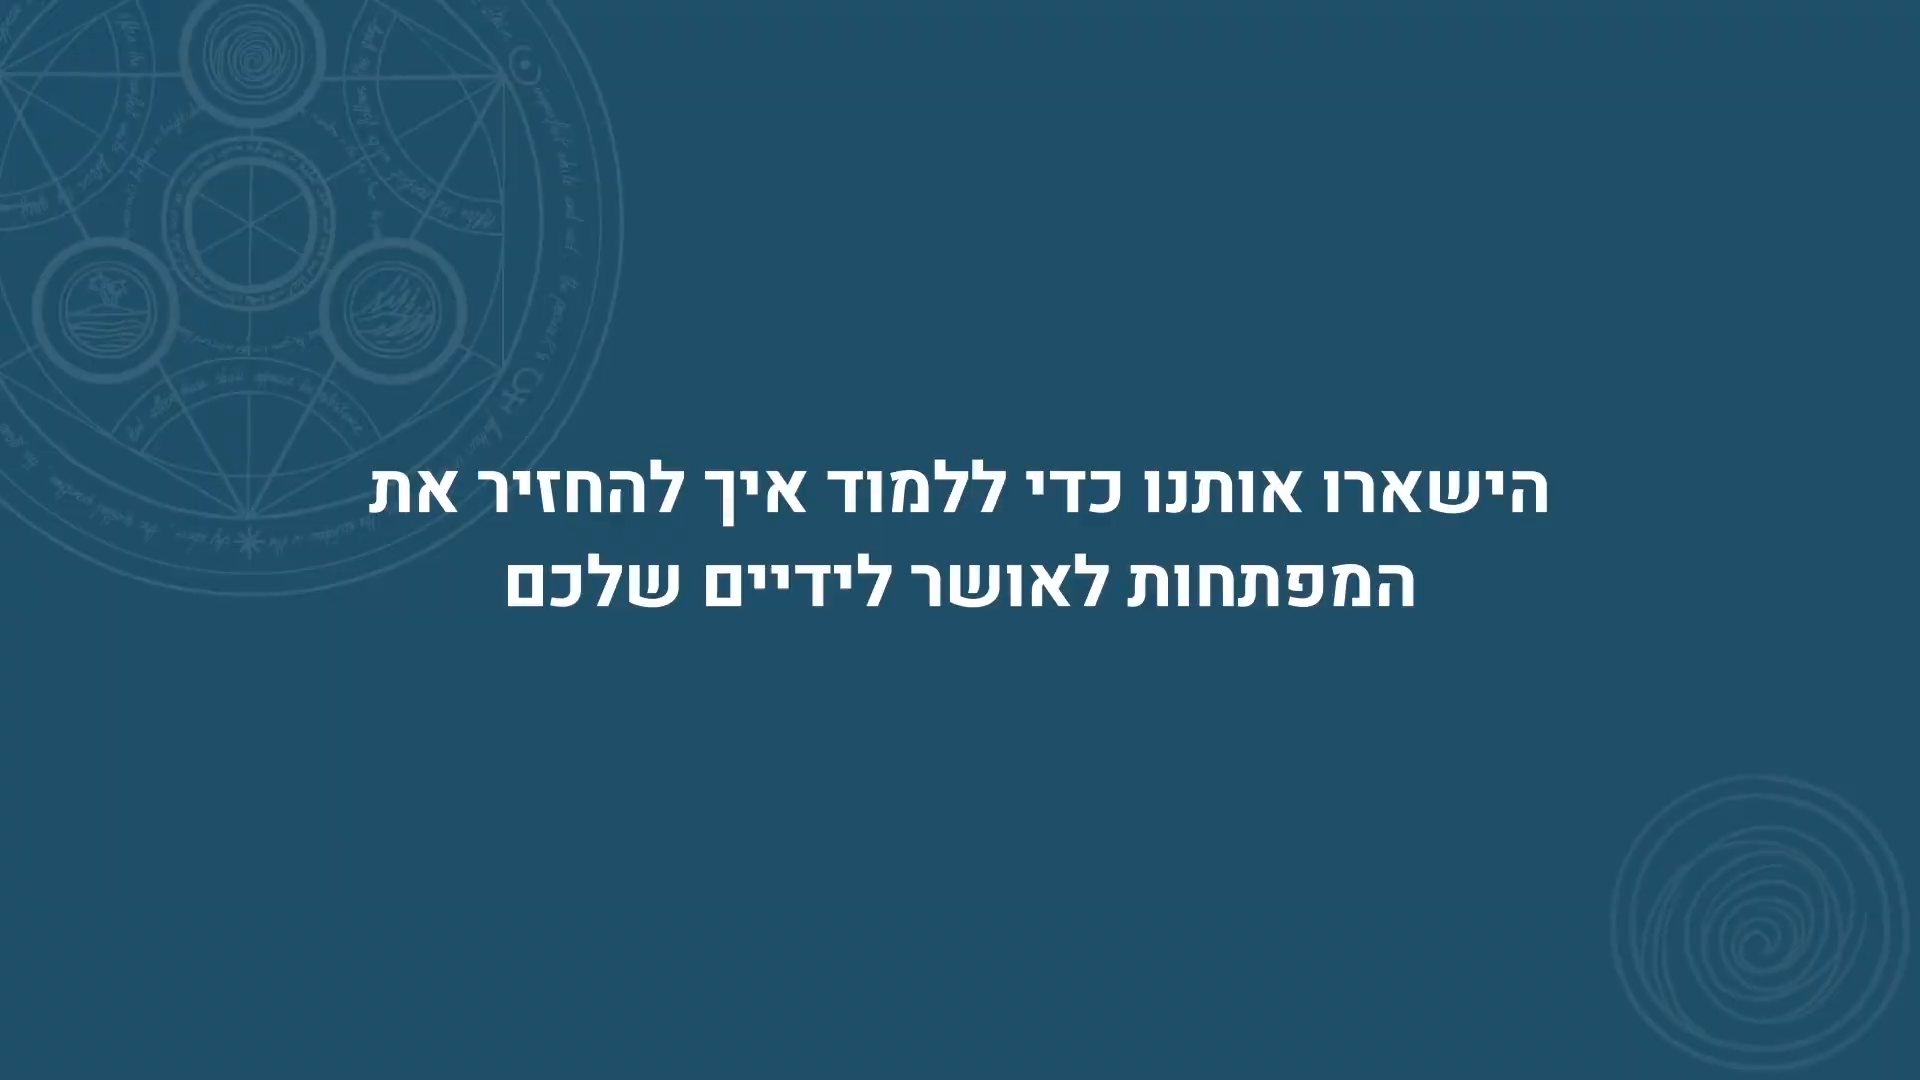 הישארו אותנו כדי ללמוד איך להחזיר את
המפתחות לאושר לידיים שלכם